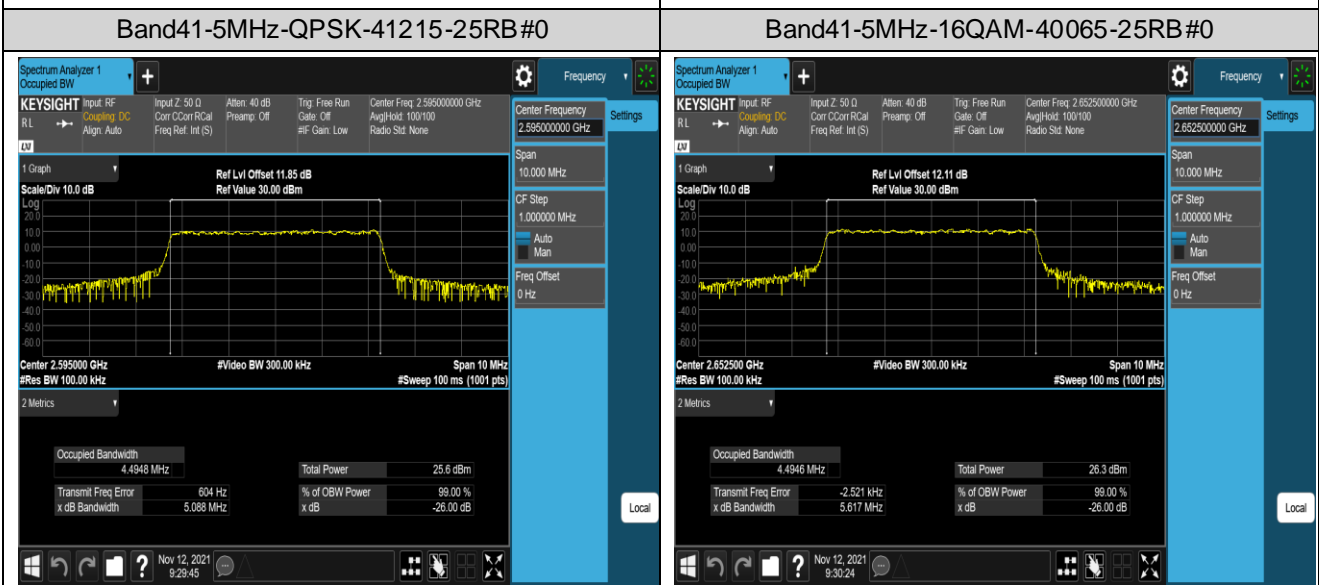 Band41-5MHz-QPSK-41215-25RB#0
Spectrum Analyzer 1
Occupied BW
+
Frequency
KEYSIGHT
RL
Input: RF
Coupling: DC
Align: Auto
Input Z: 50 Ω
Corr CCorr RCal
Freq Ref: Int (S)
Atten: 40 dB
Preamp: Off
Trig: Free Run
Gate: Off
#IF Gain: Low
Center Freq: 2.595000000 GHz
Avg|Hold: 100/100
Radio Std: None
LXI
Center Frequency
2.595000000 GHz
Settings
Span
10.000 MHz
CF Step
1.000000 MHz
Auto
Man
Freq Offset
0 Hz
1 Graph
Scale/Div 10.0 dB
Ref Lvl Offset 11.85 dB
Ref Value 30.00 dBm
Log
20.0
10.0
0.00
-10.0
-20.0
-30.0
-40.0
-50.0
-60.0
Center 2.595000 GHz
#Video BW 300.00 kHz
Span 10 MHz
#Res BW 100.00 kHz
#Sweep 100 ms (1001 pts)
2 Metrics
Occupied Bandwidth
4.4948 MHz
Total Power 25.6 dBm
Transmit Freq Error 604 Hz
% of OBW Power 99.00 %
x dB Bandwidth 5.088 MHz
x dB -26.00 dB
Local
?
Nov 12, 2021
9:29:45
Band41-5MHz-16QAM-40065-25RB#0
Spectrum Analyzer 1
Occupied BW
+
Frequency
KEYSIGHT
RL
Input: RF
Coupling: DC
Align: Auto
Input Z: 50 Ω
Corr CCorr RCal
Freq Ref: Int (S)
Atten: 40 dB
Preamp: Off
Trig: Free Run
Gate: Off
#IF Gain: Low
Center Freq: 2.652500000 GHz
Avg|Hold: 100/100
Radio Std: None
LXI
Center Frequency
2.652500000 GHz
Settings
Span
10.000 MHz
CF Step
1.000000 MHz
Auto
Man
Freq Offset
0 Hz
1 Graph
Scale/Div 10.0 dB
Ref Lvl Offset 12.11 dB
Ref Value 30.00 dBm
Log
20.0
10.0
0.00
-10.0
-20.0
-30.0
-40.0
-50.0
-60.0
Center 2.652500 GHz
#Video BW 300.00 kHz
Span 10 MHz
#Res BW 100.00 kHz
#Sweep 100 ms (1001 pts)
2 Metrics
Occupied Bandwidth
4.4946 MHz
Total Power 26.3 dBm
Transmit Freq Error -2.521 kHz
% of OBW Power 99.00 %
x dB Bandwidth 5.617 MHz
x dB -26.00 dB
Local
?
Nov 12, 2021
9:30:24